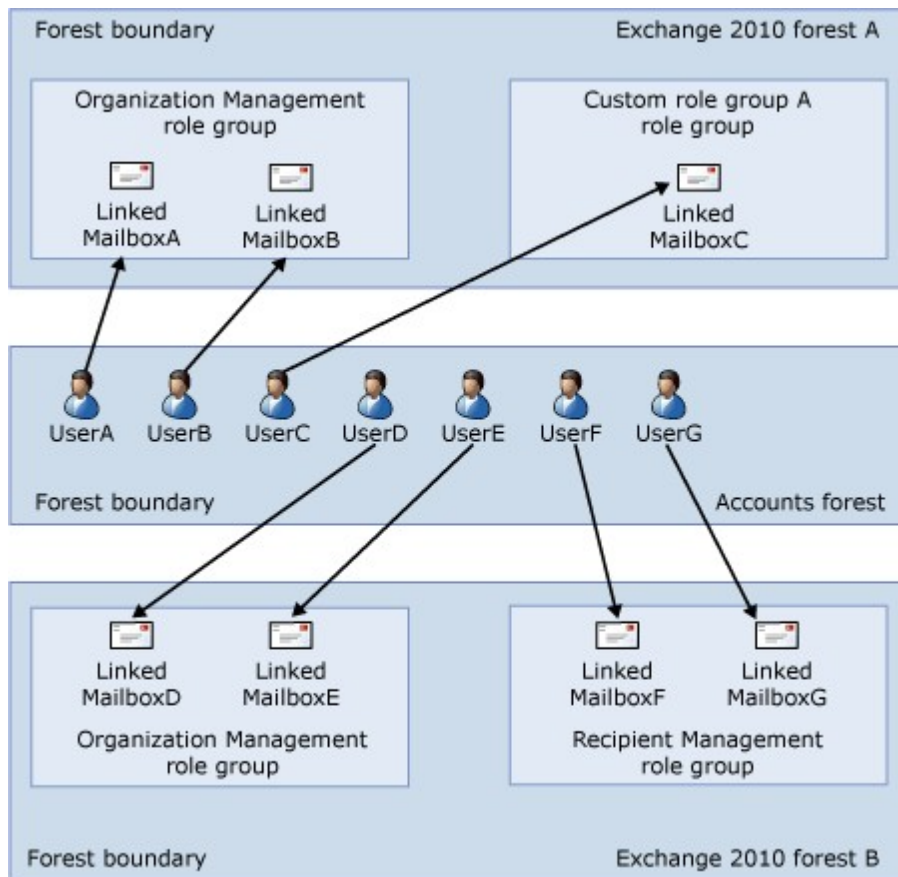 Forest boundary
Exchange 2010 forest A
Organization Management
role group
Custom role group A
role group
Linked
MailboxA
Linked
MailboxB
Linked
MailboxC
UserA
UserB
UserC
UserD
UserE
UserF
UserG
Forest boundary
Accounts forest
Linked
MailboxD
Linked
MailboxE
Organization Management
role group
Linked
MailboxF
Linked
MailboxG
Recipient Management
role group
Forest boundary
Exchange 2010 forest B